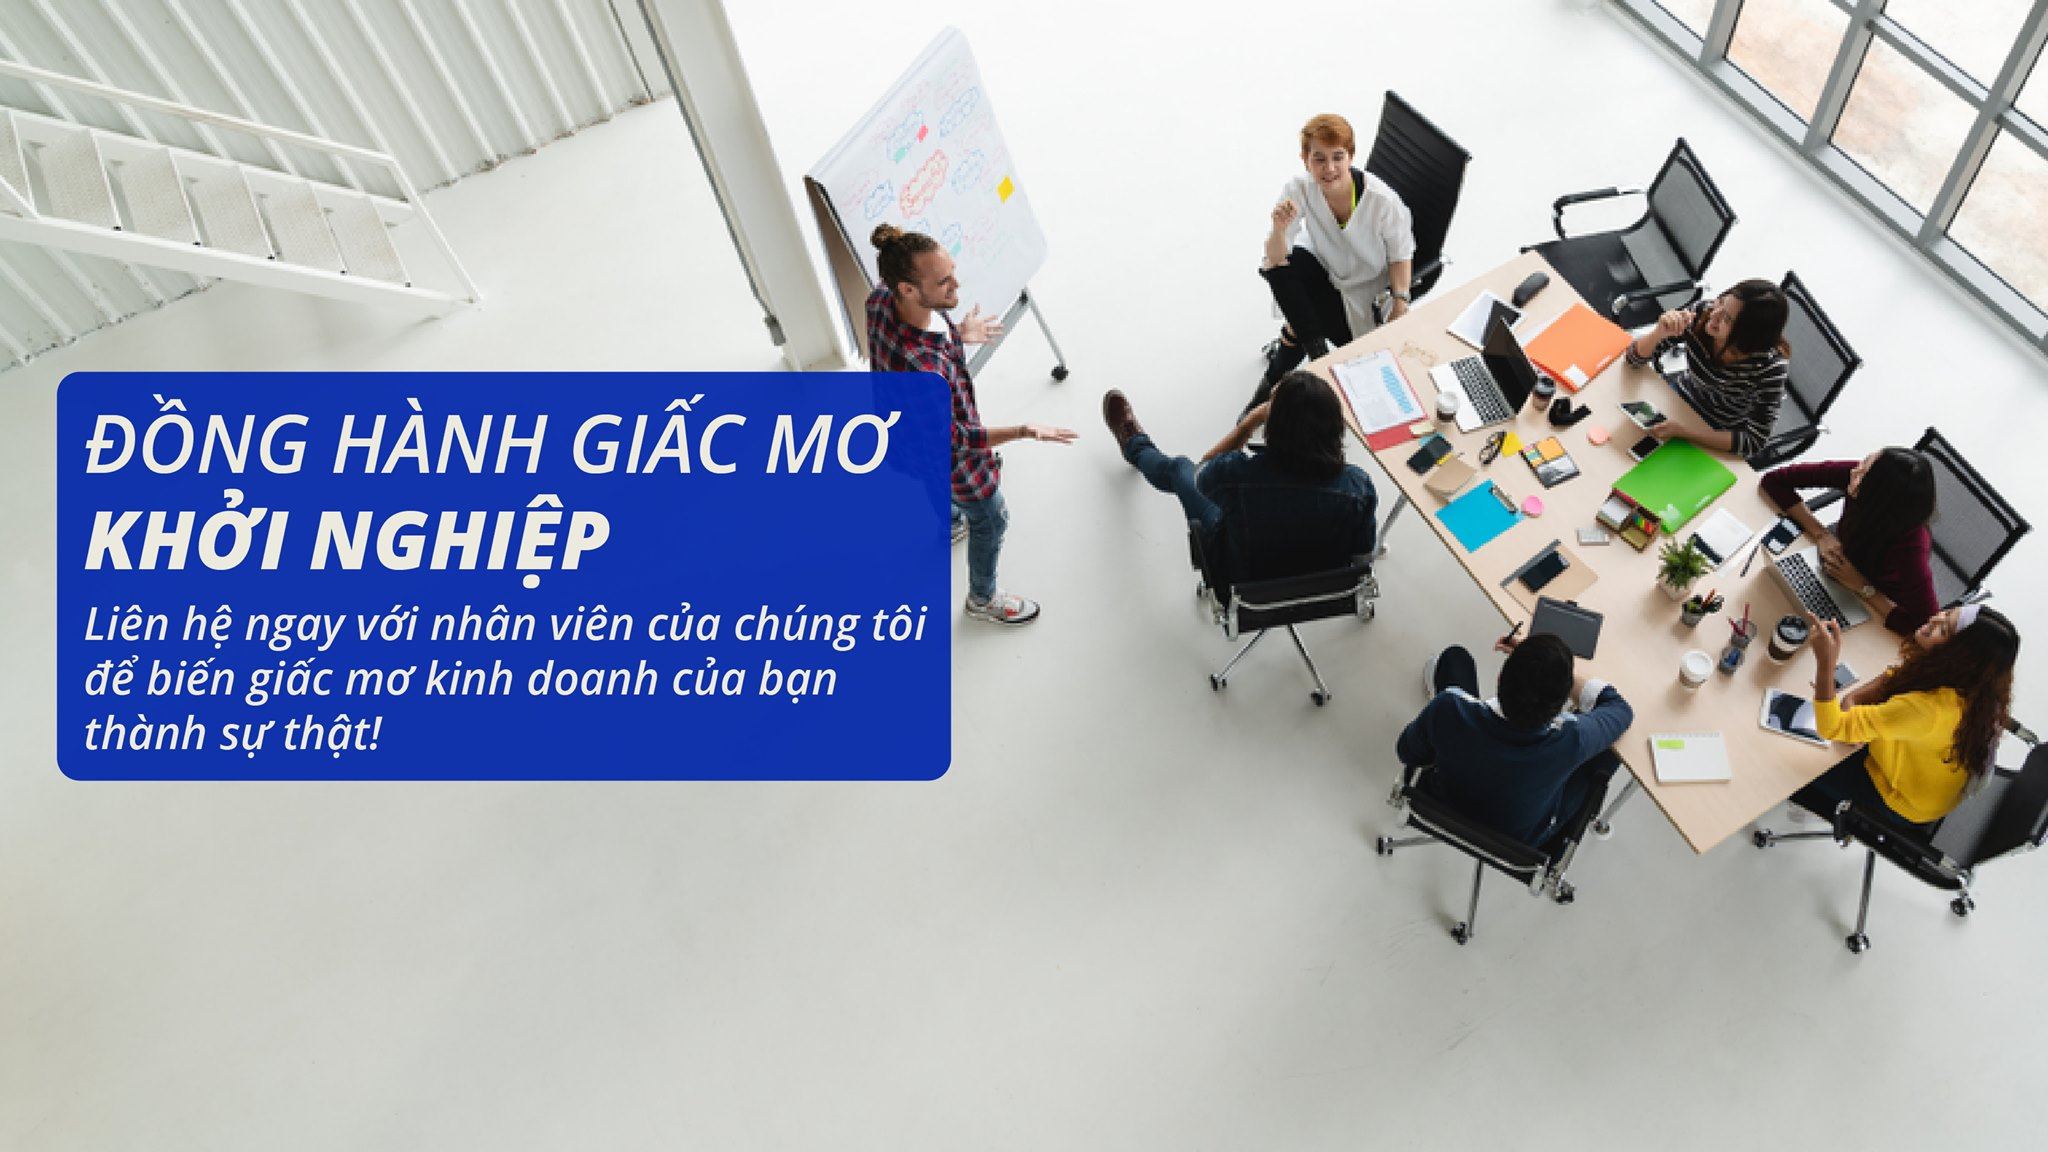 ĐỒNG HÀNH GIẤC MƠ
KHỞI NGHIỆP
Liên hệ ngay với nhân viên của chúng tôi
để biến giấc mơ kinh doanh của bạn
thành sự thật!